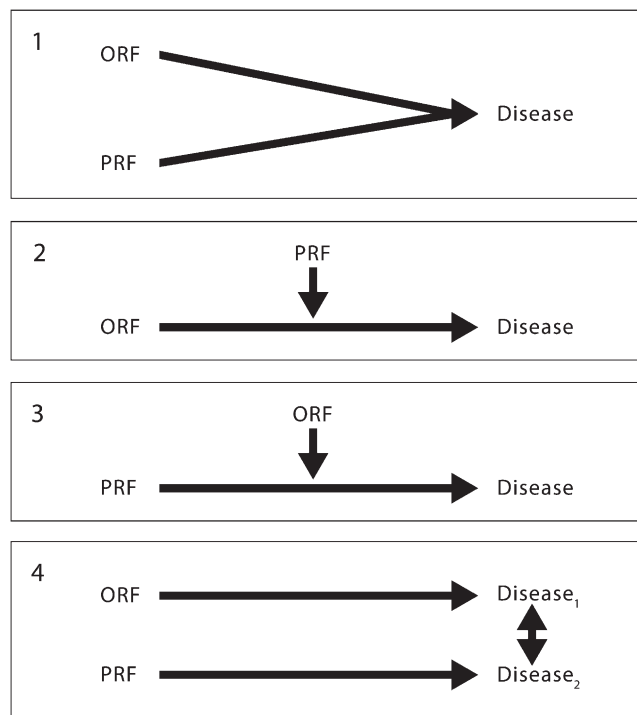 1
ORF
Disease
PRF
2
PRF
ORF Disease
3
ORF
PRF Disease
4
ORF Disease₁
PRF Disease₂